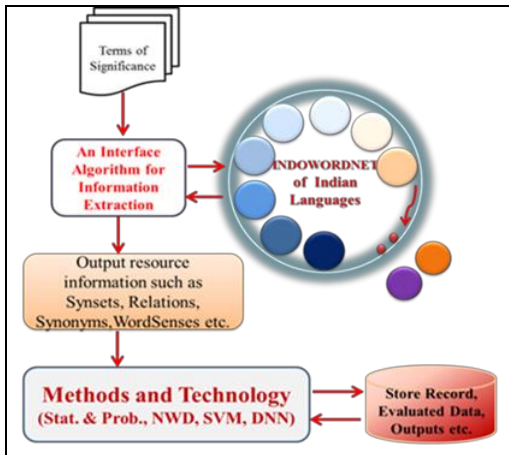 Terms of
Significance
An Interface
Algorithm for
Information
Extraction
INDOWORDNET
of Indian
Languages
Output resource
information such as
Synsets, Relations,
Synonyms,WordSenses etc.
Methods and Technology
(Stat. & Prob., NWD, SVM, DNN)
Store Record,
Evaluated Data,
Outputs etc.